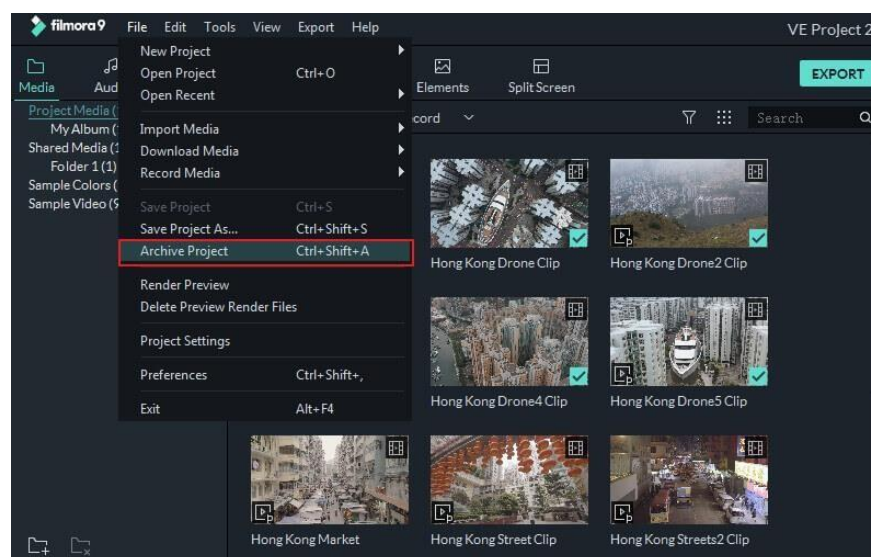 filmora9 File Edit Tools View Export Help VE Project 2
New Project
Open Project Ctrl+O
Open Recent
Import Media
Download Media
Record Media
Save Project Ctrl+S
Save Project As... Ctrl+Shift+S
Archive Project Ctrl+Shift+A
Render Preview
Delete Preview Render Files
Project Settings
Preferences Ctrl+Shift+,
Exit Alt+F4
Media Aud Elements Split Screen EXPORT
Project Media (
My Album (
Shared Media (1
Folder 1 (1)
Sample Colors (
Sample Video (9
cord Search
Hong Kong Drone Clip Hong Kong Drone2 Clip
Hong Kong Drone4 Clip Hong Kong Drone5 Clip
Hong Kong Market Hong Kong Street Clip Hong Kong Streets2 Clip